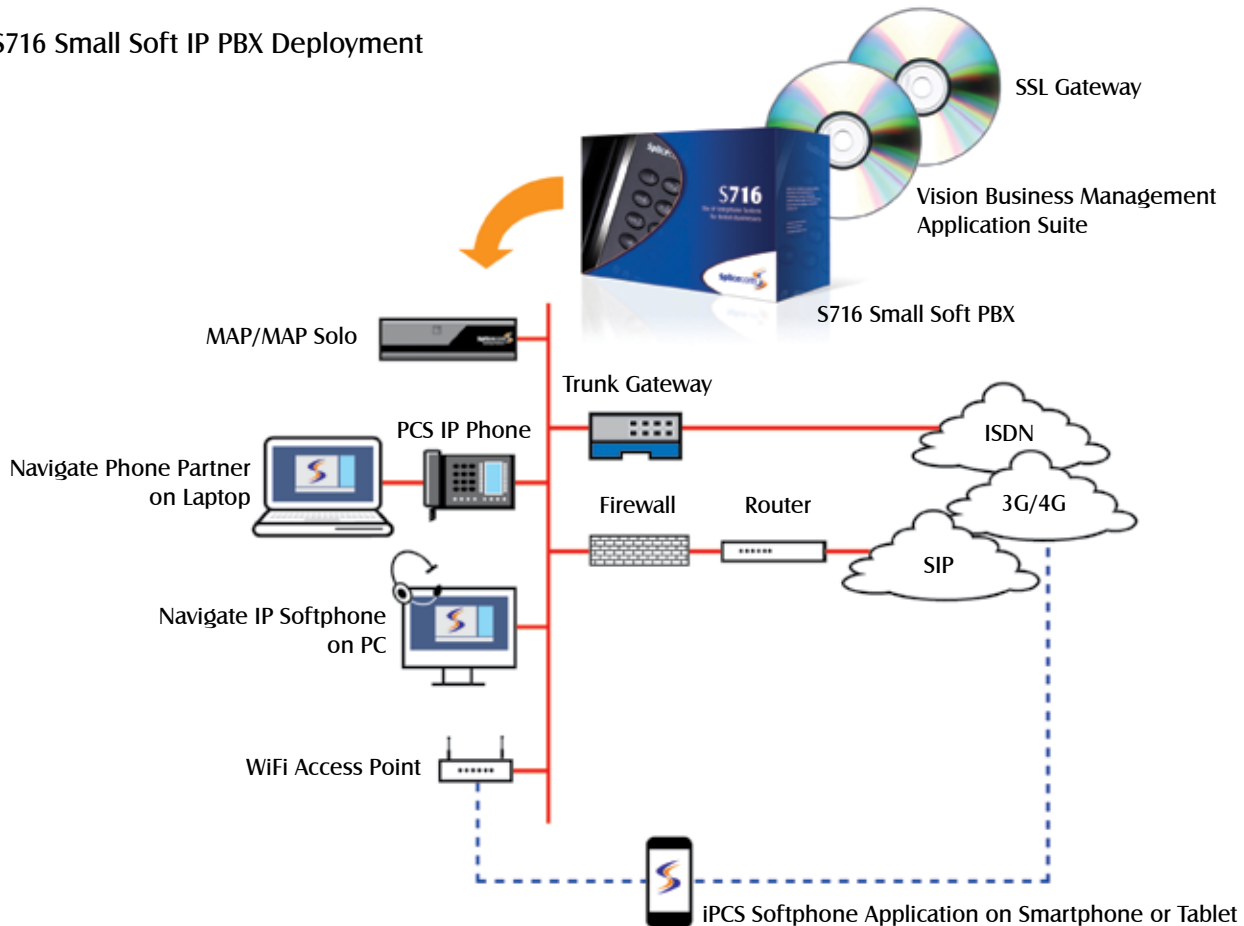 S716 Small Soft IP PBX Deployment
SSL Gateway
Vision Business Management
Application Suite
S716
splicecom
S716 Small Soft PBX
MAP/MAP Solo
Trunk Gateway
ISDN
PCS IP Phone
Navigate Phone Partner
on Laptop
Firewall
Router
3G/4G
SIP
Navigate IP Softphone
on PC
WiFi Access Point
iPCS Softphone Application on Smartphone or Tablet